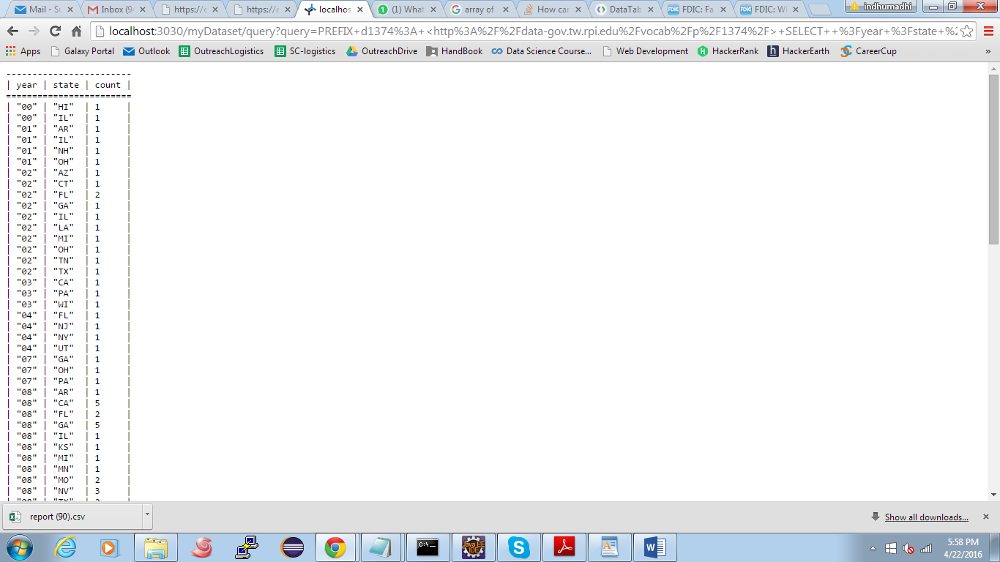 Mail - Su
Inbox (9
https://e
https://e
localhos
(1) What
array of
How car
DataTab
FDIC: Fa
FDIC: W
indhumadhi
localhost:3030/myDataset/query?query=PREFIX+d1374%3A+<http%3A%2F%2Fdata-gov.tw.rpi.edu%2Fvocab%2Fp%2F1374%2F>+SELECT++%3Fyear+%3Fstate+%2
Apps Galaxy Portal Outlook OutreachLogistics SC-logistics OutreachDrive HandBook Data Science Course... Web Development HackerRank HackerEarth CareerCup »
------------------------
| year | state | count |
========================
| "00" | "HI" | 1 |
| "00" | "IL" | 1 |
| "01" | "AR" | 1 |
| "01" | "IL" | 1 |
| "01" | "NH" | 1 |
| "01" | "OH" | 1 |
| "02" | "AZ" | 1 |
| "02" | "CT" | 1 |
| "02" | "FL" | 2 |
| "02" | "GA" | 1 |
| "02" | "IL" | 1 |
| "02" | "LA" | 1 |
| "02" | "MI" | 1 |
| "02" | "OH" | 1 |
| "02" | "TN" | 1 |
| "02" | "TX" | 1 |
| "03" | "CA" | 1 |
| "03" | "PA" | 1 |
| "03" | "WI" | 1 |
| "04" | "FL" | 1 |
| "04" | "NJ" | 1 |
| "04" | "NY" | 1 |
| "04" | "UT" | 1 |
| "07" | "GA" | 1 |
| "07" | "OH" | 1 |
| "07" | "PA" | 1 |
| "08" | "AR" | 1 |
| "08" | "CA" | 5 |
| "08" | "FL" | 2 |
| "08" | "GA" | 5 |
| "08" | "IL" | 1 |
| "08" | "KS" | 1 |
| "08" | "MI" | 1 |
| "08" | "MN" | 1 |
| "08" | "MO" | 2 |
| "08" | "NV" | 3 |
report (90).csv
Show all downloads...
Java EE
IDE
5:58 PM
4/22/2016